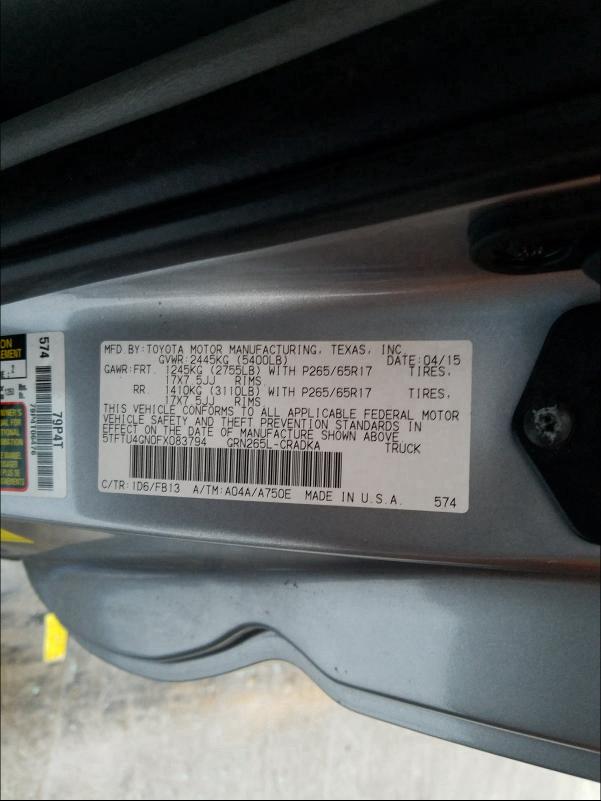 MFD.BY:TOYOTA MOTOR MANUFACTURING, TEXAS, INC.
GVWR:2445KG (5400LB) DATE:04/15
GAWR:FRT. 1245KG (2755LB) WITH P265/65R17 TIRES,
17X7.5JJ RIMS
RR 1410KG (3110LB) WITH P265/65R17 TIRES,
17X7.5JJ RIMS
THIS VEHICLE CONFORMS TO ALL APPLICABLE FEDERAL MOTOR
VEHICLE SAFETY AND THEFT PREVENTION STANDARDS IN
EFFECT ON THE DATE OF MANUFACTURE SHOWN ABOVE.
5TFTU4GN0FX083794 GRN265L-CRADKA TRUCK
C/TR:1D6/FB13 A/TM:A04A/A750E MADE IN U.S.A. 574
574
79P4T